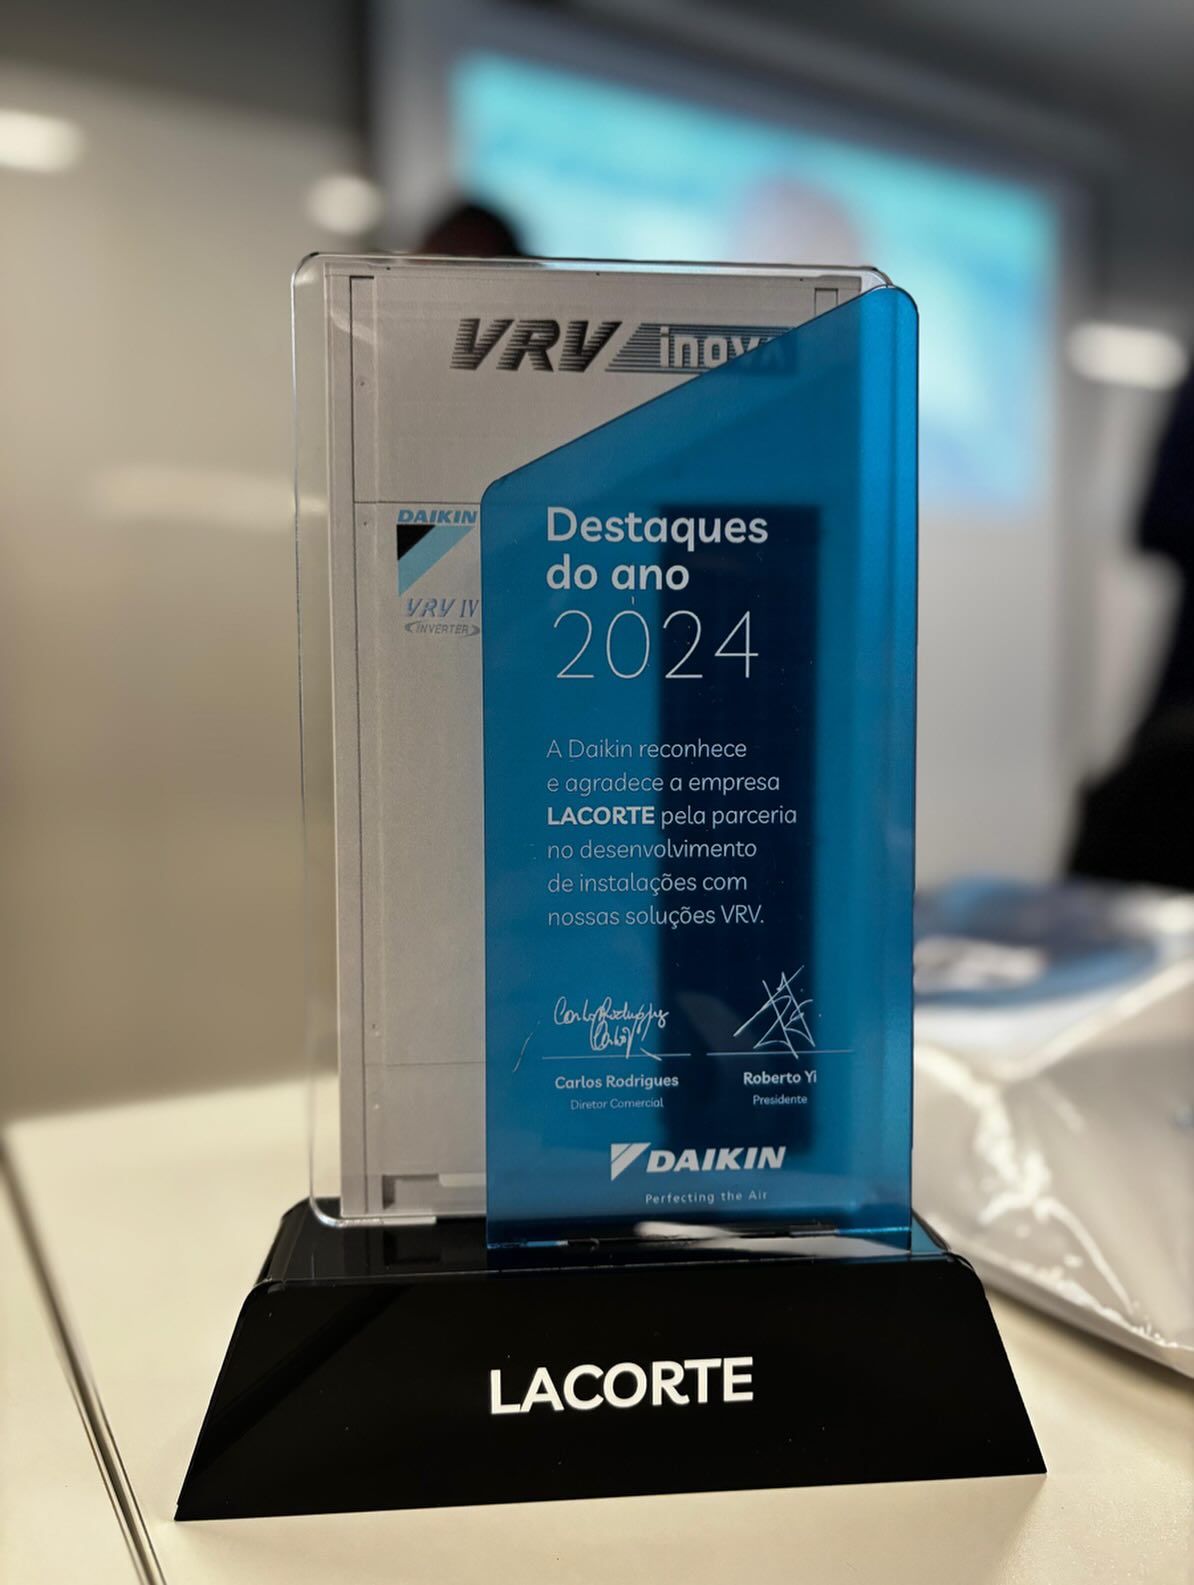 VRV inova
DAIKIN
VRV IV
INVERTER
Destaques
do ano
2024
A Daikin reconhece
e agradece a empresa
LACORTE pela parceria
no desenvolvimento
de instalações com
nossas soluções VRV.
Carlos Rodrigues
Diretor Comercial
Roberto Yi
Presidente
DAIKIN
Perfecting the Air
LACORTE